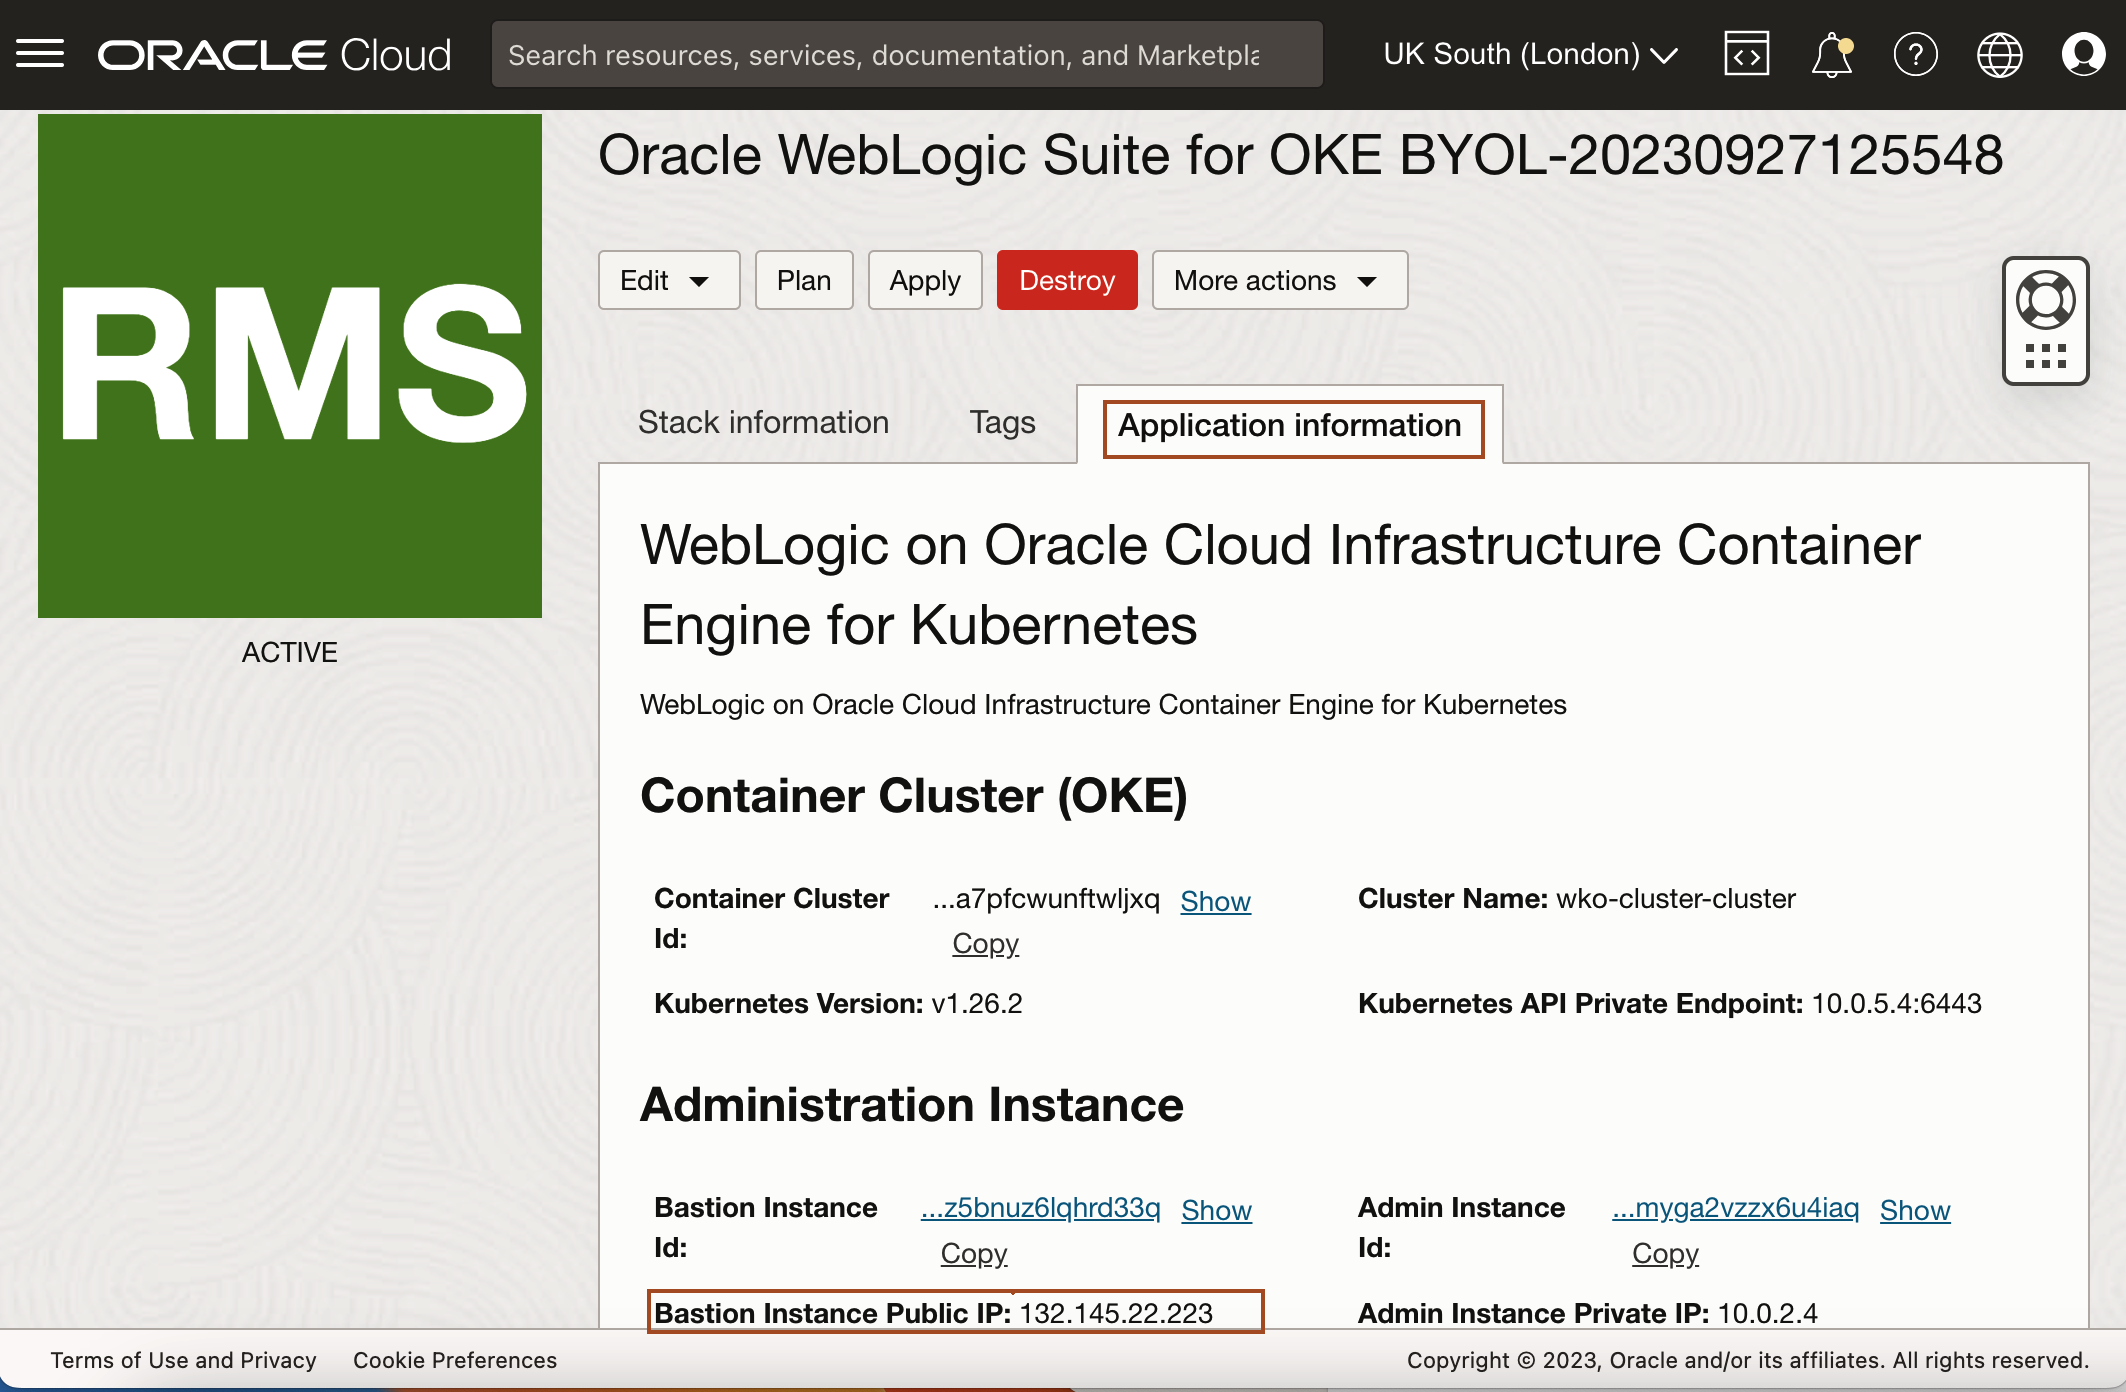 ORACLE Cloud
Search resources, services, documentation, and Marketpla
UK South (London)
RMS
ACTIVE
Oracle WebLogic Suite for OKE BYOL-20230927125548
Edit Plan Apply Destroy More actions
Stack information Tags Application information
WebLogic on Oracle Cloud Infrastructure Container
Engine for Kubernetes
WebLogic on Oracle Cloud Infrastructure Container Engine for Kubernetes
Container Cluster (OKE)
Container Cluster Id: ...a7pfcwunftwljxq Show Copy
Cluster Name: wko-cluster-cluster
Kubernetes Version: v1.26.2
Kubernetes API Private Endpoint: 10.0.5.4:6443
Administration Instance
Bastion Instance Id: ...z5bnuz6lqhrd33q Show Copy
Admin Instance Id: ...myga2vzzx6u4iaq Show Copy
Bastion Instance Public IP: 132.145.22.223
Admin Instance Private IP: 10.0.2.4
Terms of Use and Privacy Cookie Preferences
Copyright © 2023, Oracle and/or its affiliates. All rights reserved.